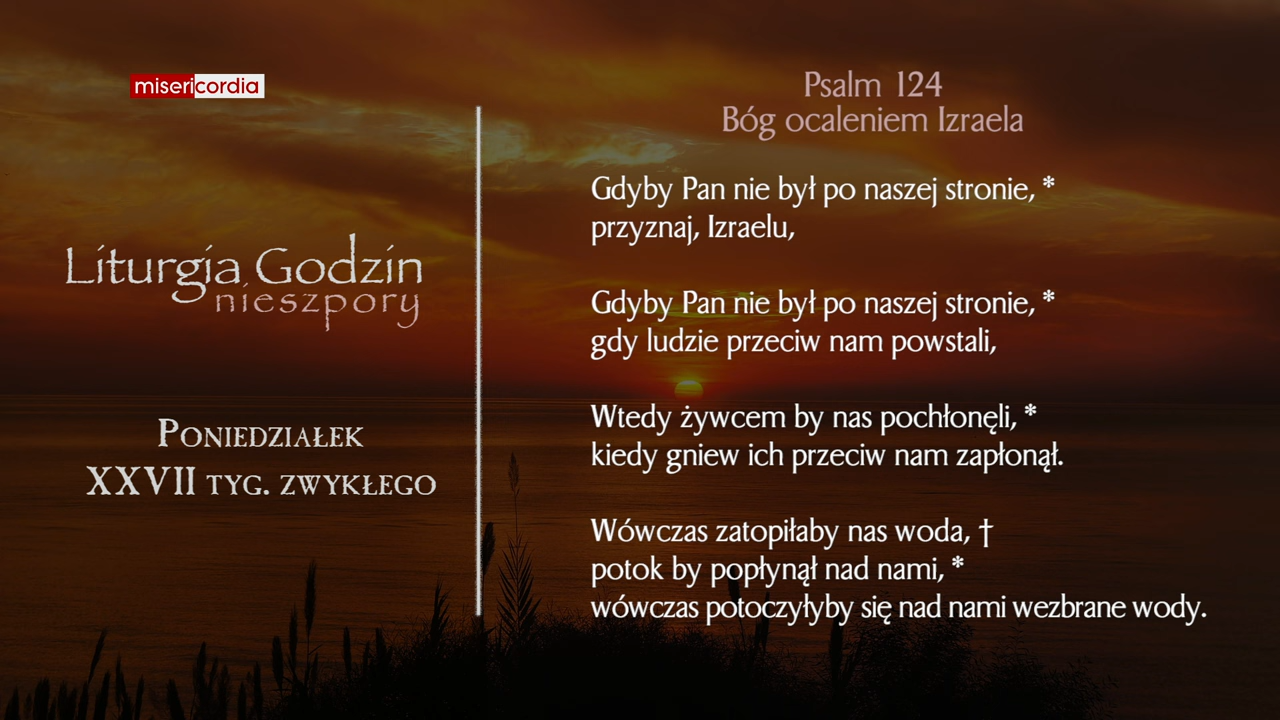 misericordia
Liturgia Godzin
nieszpory
Poniedziałek
XXVII tyg. zwykłego
Psalm 124
Bóg ocaleniem Izraela
Gdyby Pan nie był po naszej stronie, *
przyznaj, Izraelu,
Gdyby Pan nie był po naszej stronie, *
gdy ludzie przeciw nam powstali,
Wtedy żywcem by nas pochłonęli, *
kiedy gniew ich przeciw nam zapłonął.
Wówczas zatopiłaby nas woda, †
potok by popłynął nad nami, *
wówczas potoczyłyby się nad nami wezbrane wody.